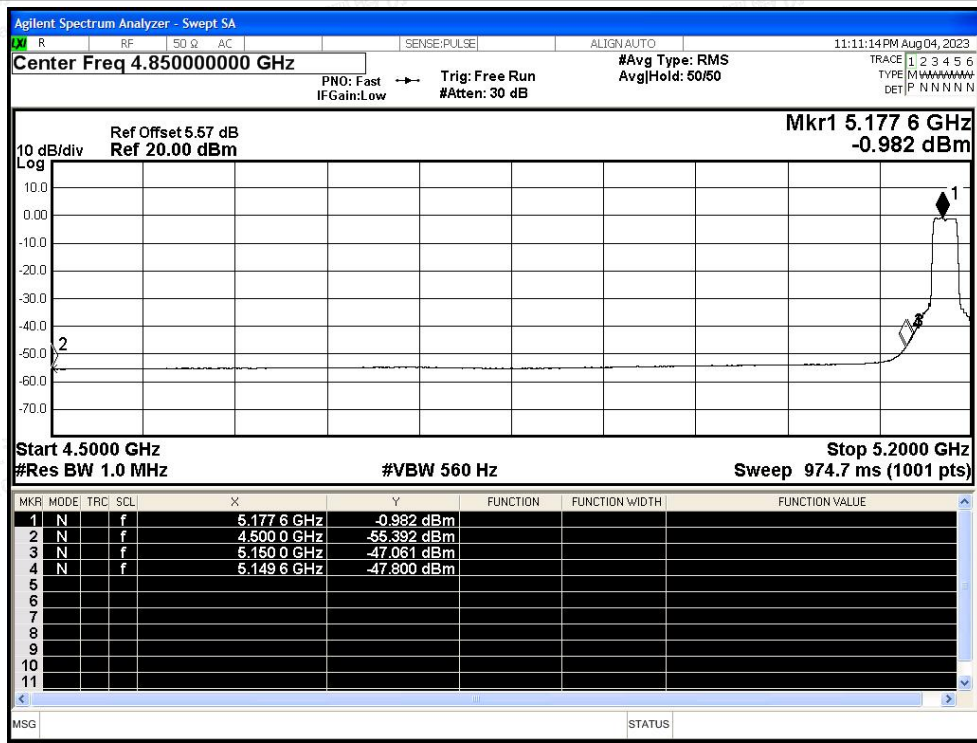 Agilent Spectrum Analyzer - Swept SA
LXI R RF 50 Ω AC SENSE:PULSE ALIGN AUTO 11:11:14 PM Aug 04, 2023
Center Freq 4.850000000 GHz
PNO: Fast
IFGain:Low
Trig: Free Run
#Atten: 30 dB
#Avg Type: RMS
Avg|Hold: 50/50
TRACE 1 2 3 4 5 6
TYPE M
DET P N N N N N
Ref Offset 5.57 dB
10 dB/div Ref 20.00 dBm
Log
Mkr1 5.177 6 GHz
-0.982 dBm
10.0
0.00
-10.0
-20.0
-30.0
-40.0
-50.0
-60.0
-70.0
1
2
Start 4.5000 GHz Stop 5.2000 GHz
#Res BW 1.0 MHz #VBW 560 Hz Sweep 974.7 ms (1001 pts)
MKR MODE TRC SCL X Y FUNCTION FUNCTION WIDTH FUNCTION VALUE
1 N f 5.177 6 GHz -0.982 dBm
2 N f 4.500 0 GHz -55.392 dBm
3 N f 5.150 0 GHz -47.061 dBm
4 N f 5.149 6 GHz -47.800 dBm
5
6
7
8
9
10
11
MSG STATUS